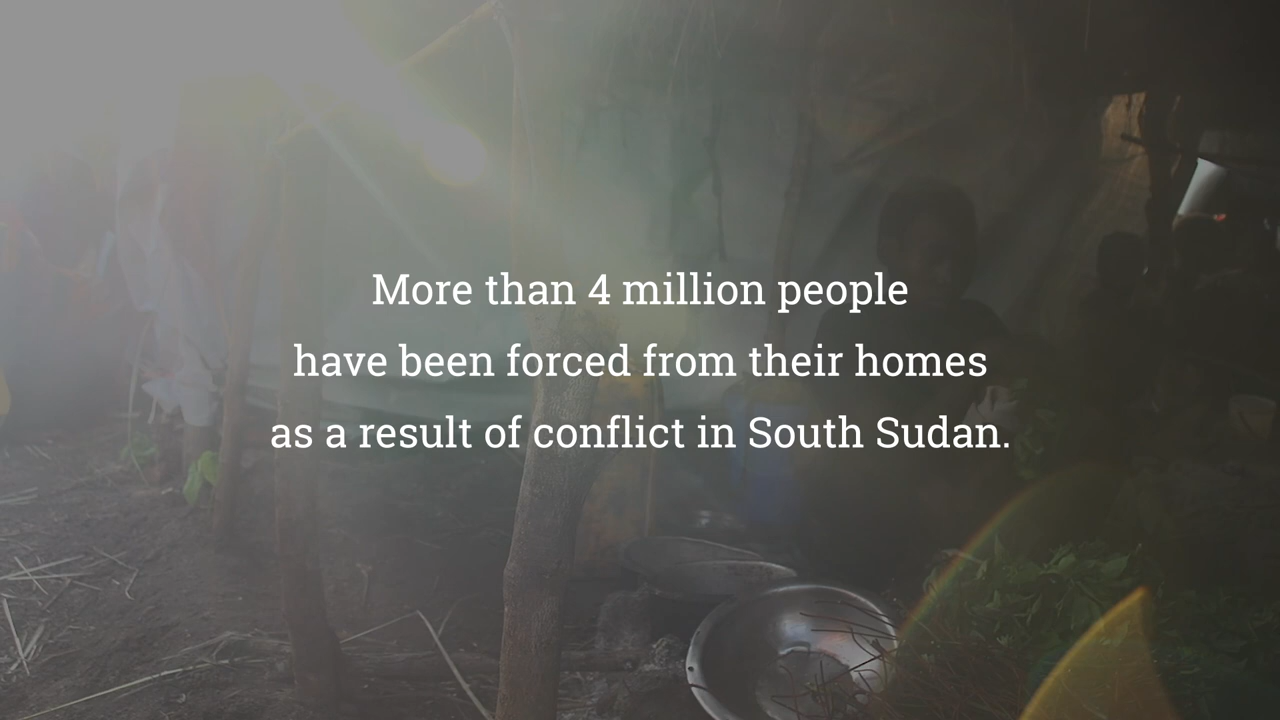 More than 4 million people
have been forced from their homes
as a result of conflict in South Sudan.